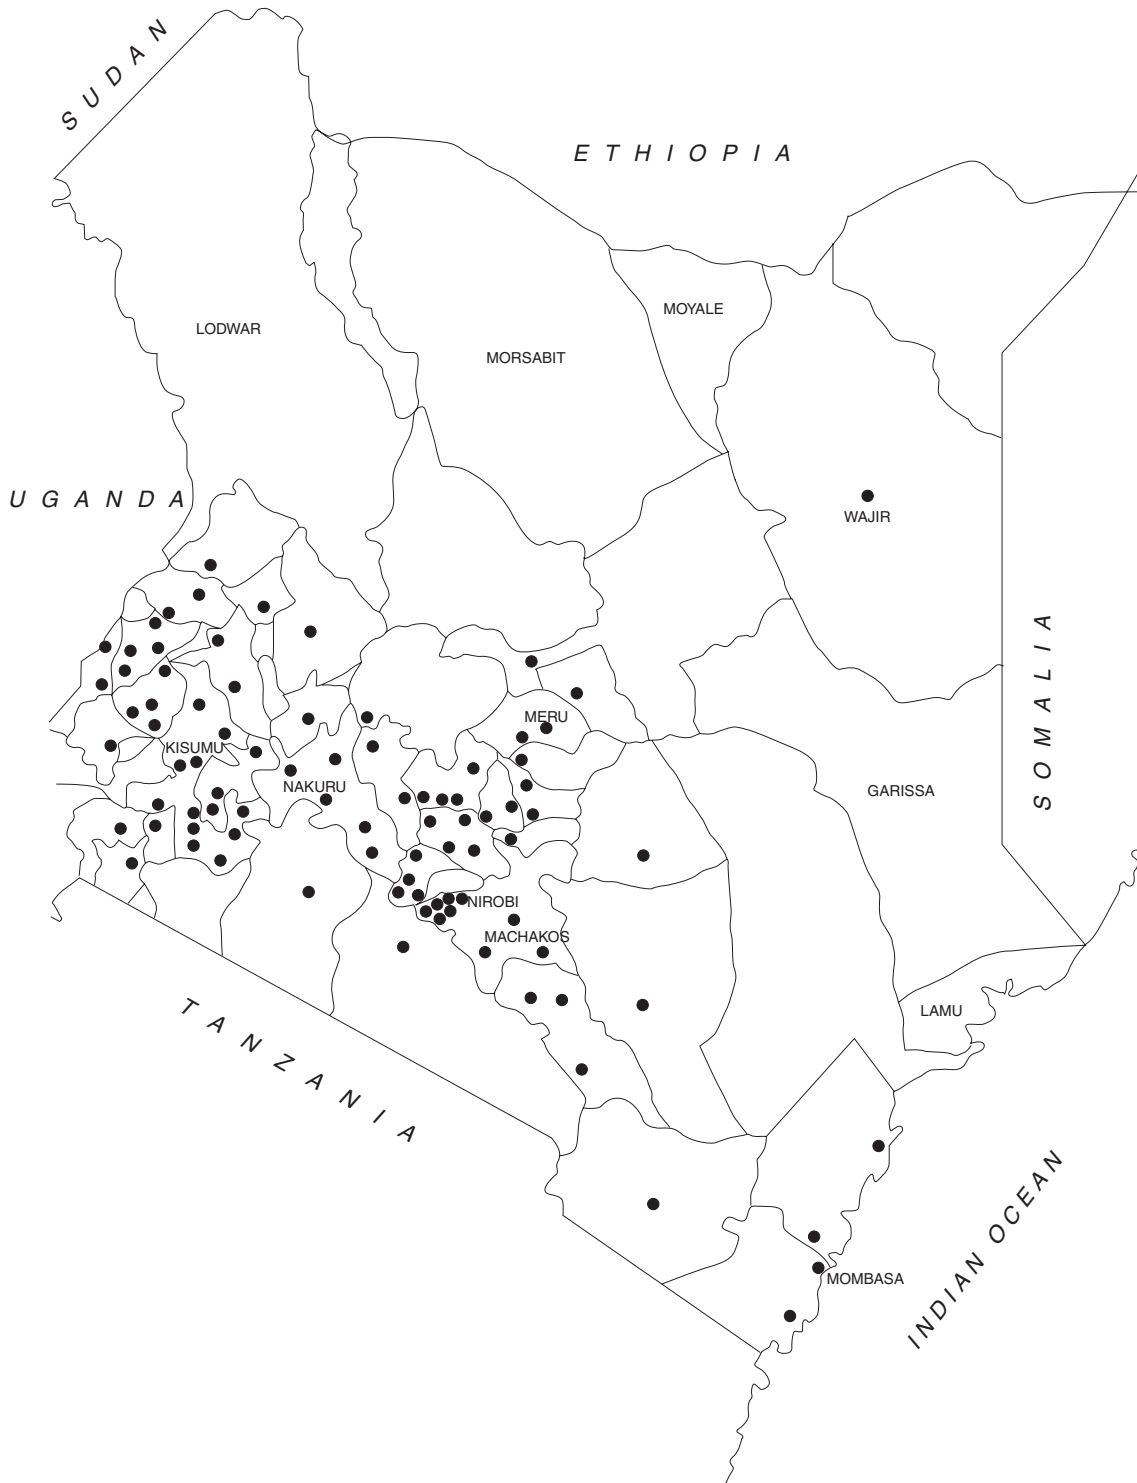 SUDAN
ETHIOPIA
MOYALE
LODWAR
MORSABIT
UGANDA
WAJIR
SOMALIA
MERU
KISUMU
NAKURU
GARISSA
NIROBI
MACHAKOS
LAMU
TANZANIA
INDIAN OCEAN
MOMBASA